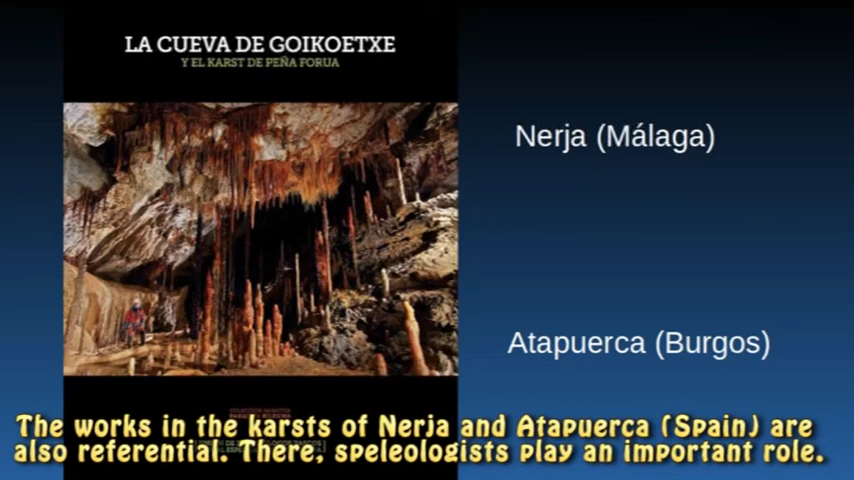 LA CUEVA DE GOIKOETXE
Y EL KARST DE PEÑA FORUA
Nerja (Málaga)
Atapuerca (Burgos)
The works in the karsts of Nerja and Atapuerca (Spain) are
also referential. There, speleologists play an important role.